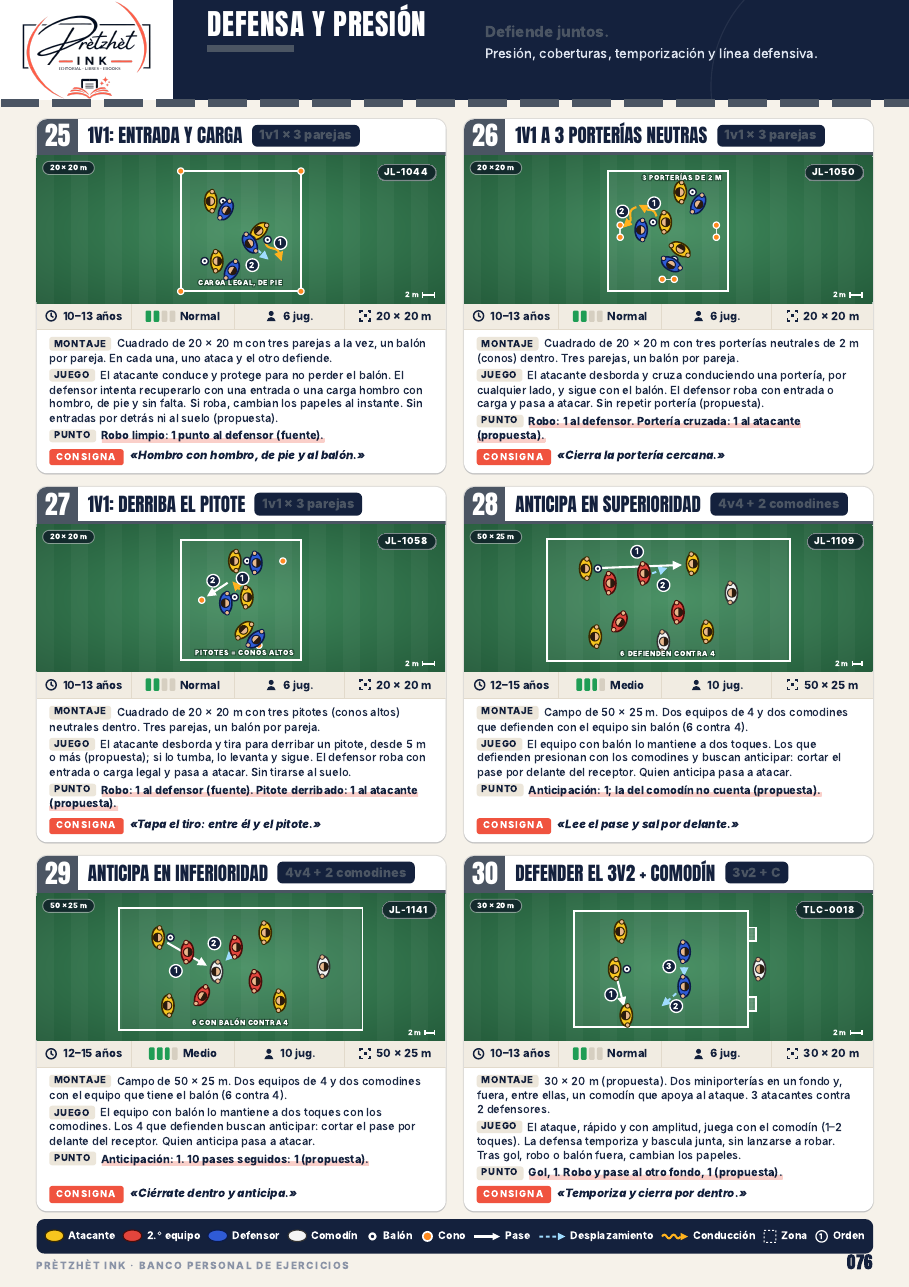 Prètzhèt
INK
EDITORIAL · LIBROS · EBOOKS
DEFENSA Y PRESIÓN
Defiende juntos.
Presión, coberturas, temporización y línea defensiva.
25 1V1: ENTRADA Y CARGA 1v1 × 3 parejas
20×20 m
JL-1044
1
2
CARGA LEGAL, DE PIE
2 m
10–13 años Normal 6 jug. 20 × 20 m
MONTAJE Cuadrado de 20 × 20 m con tres parejas a la vez, un balón
por pareja. En cada una, uno ataca y el otro defiende.
JUEGO El atacante conduce y protege para no perder el balón. El
defensor intenta recuperarlo con una entrada o una carga hombro con
hombro, de pie y sin falta. Si roba, cambian los papeles al instante. Sin
entradas por detrás ni al suelo (propuesta).
PUNTO Robo limpio: 1 punto al defensor (fuente).
CONSIGNA «Hombro con hombro, de pie y al balón.»
26 1V1 A 3 PORTERÍAS NEUTRAS 1v1 × 3 parejas
20×20 m
JL-1050
3 PORTERÍAS DE 2 M
1
2
2 m
10–13 años Normal 6 jug. 20 × 20 m
MONTAJE Cuadrado de 20 × 20 m con tres porterías neutrales de 2 m
(conos) dentro. Tres parejas, un balón por pareja.
JUEGO El atacante desborda y cruza conduciendo una portería, por
cualquier lado, y sigue con el balón. El defensor roba con entrada o
carga y pasa a atacar. Sin repetir portería (propuesta).
PUNTO Robo: 1 al defensor. Portería cruzada: 1 al atacante
(propuesta).
CONSIGNA «Cierra la portería cercana.»
27 1V1: DERRIBA EL PITOTE 1v1 × 3 parejas
20×20 m
JL-1058
2
1
PITOTES = CONOS ALTOS
2 m
10–13 años Normal 6 jug. 20 × 20 m
MONTAJE Cuadrado de 20 × 20 m con tres pitotes (conos altos)
neutrales dentro. Tres parejas, un balón por pareja.
JUEGO El atacante desborda y tira para derribar un pitote, desde 5 m
o más (propuesta); si lo tumba, lo levanta y sigue. El defensor roba con
entrada o carga legal y pasa a atacar. Sin tirarse al suelo.
PUNTO Robo: 1 al defensor (fuente). Pitote derribado: 1 al atacante
(propuesta).
CONSIGNA «Tapa el tiro: entre él y el pitote.»
28 ANTICIPA EN SUPERIORIDAD 4v4 + 2 comodines
50×25 m
JL-1109
1
2
6 DEFIENDEN CONTRA 4
2 m
12–15 años Medio 10 jug. 50 × 25 m
MONTAJE Campo de 50 × 25 m. Dos equipos de 4 y dos comodines
que defienden con el equipo sin balón (6 contra 4).
JUEGO El equipo con balón lo mantiene a dos toques. Los que
defienden presionan con los comodines y buscan anticipar: cortar el
pase por delante del receptor. Quien anticipa pasa a atacar.
PUNTO Anticipación: 1; la del comodín no cuenta (propuesta).
CONSIGNA «Lee el pase y sal por delante.»
29 ANTICIPA EN INFERIORIDAD 4v4 + 2 comodines
50×25 m
JL-1141
2
1
6 CON BALÓN CONTRA 4
2 m
12–15 años Medio 10 jug. 50 × 25 m
MONTAJE Campo de 50 × 25 m. Dos equipos de 4 y dos comodines
con el equipo que tiene el balón (6 contra 4).
JUEGO El equipo con balón lo mantiene a dos toques con los
comodines. Los 4 que defienden buscan anticipar: cortar el pase por
delante del receptor. Quien anticipa pasa a atacar.
PUNTO Anticipación: 1. 10 pases seguidos: 1 (propuesta).
CONSIGNA «Ciérrate dentro y anticipa.»
30 DEFENDER EL 3V2 + COMODÍN 3v2 + C
30×20 m
TLC-0018
3
1
2
2 m
10–13 años Normal 6 jug. 30 × 20 m
MONTAJE 30 × 20 m (propuesta). Dos miniporterías en un fondo y,
fuera, entre ellas, un comodín que apoya al ataque. 3 atacantes contra
2 defensores.
JUEGO El ataque, rápido y con amplitud, juega con el comodín (1–2
toques). La defensa temporiza y bascula junta, sin lanzarse a robar.
Tras gol, robo o balón fuera, cambian los papeles.
PUNTO Gol, 1. Robo y pase al otro fondo, 1 (propuesta).
CONSIGNA «Temporiza y cierra por dentro.»
Atacante 2.º equipo Defensor Comodín Balón Cono Pase Desplazamiento Conducción Zona 1 Orden
PRÈTZHÈT INK · BANCO PERSONAL DE EJERCICIOS
076